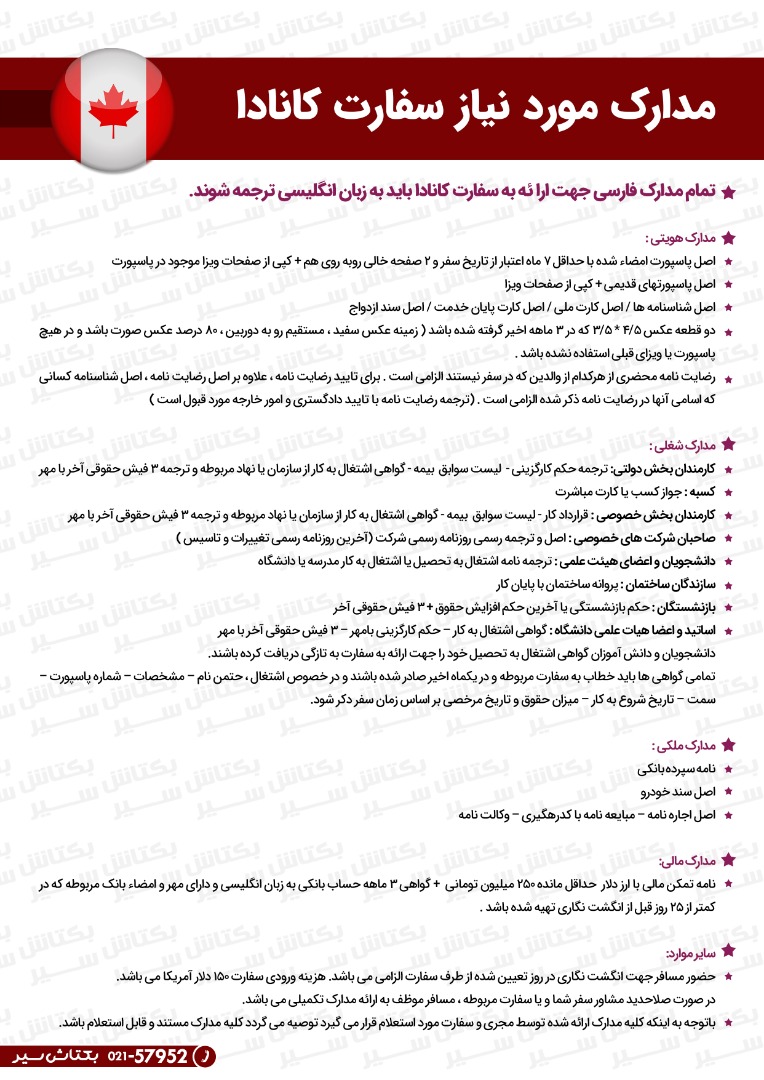 مدارک مورد نیاز سفارت کانادا
تمام مدارک فارسی جهت ارا ئه به سفارت کانادا باید به زبان انگلیسی ترجمه شوند.
مدارک هویتی :
اصل پاسپورت امضاء شده با حداقل ۷ ماه اعتبار از تاریخ سفر و ۲ صفحه خالی روبه روی هم + کپی از صفحات ویزا موجود در پاسپورت
اصل پاسپورتهای قدیمی + کپی از صفحات ویزا
اصل شناسنامه ها / اصل کارت ملی / اصل کارت پایان خدمت / اصل سند ازدواج
دو قطعه عکس ۴/۵ * ۳/۵ که در ۳ ماهه اخیر گرفته شده باشد ( زمینه عکس سفید ، مستقیم رو به دوربین ، ۸۰ درصد عکس صورت باشد و در هیچ
پاسپورت یا ویزای قبلی استفاده نشده باشد .
رضایت نامه محضری از هرکدام از والدین که در سفر نیستند الزامی است . برای تایید رضایت نامه ، علاوه بر اصل رضایت نامه ، اصل شناسنامه کسانی
که اسامی آنها در رضایت نامه ذکر شده الزامی است . (ترجمه رضایت نامه با تایید دادگستری و امور خارجه مورد قبول است )
مدارک شغلی :
کارمندان بخش دولتی: ترجمه حکم کارگزینی - لیست سوابق بیمه - گواهی اشتغال به کار از سازمان یا نهاد مربوطه و ترجمه ۳ فیش حقوقی آخر با مهر
کسبه : جواز کسب یا کارت مباشرت
کارمندان بخش خصوصی : قرارداد کار - لیست سوابق بیمه - گواهی اشتغال به کار از سازمان یا نهاد مربوطه و ترجمه ۳ فیش حقوقی آخر با مهر
صاحبان شرکت های خصوصی : اصل و ترجمه رسمی روزنامه رسمی شرکت (آخرین روزنامه رسمی تغییرات و تاسیس )
دانشجویان و اعضای هیئت علمی : ترجمه نامه اشتغال به تحصیل یا اشتغال به کار مدرسه یا دانشگاه
سازندگان ساختمان : پروانه ساختمان با پایان کار
بازنشستگان : حکم بازنشستگی یا آخرین حکم افزایش حقوق + ۳ فیش حقوقی آخر
اساتید و اعضا هیات علمی دانشگاه : گواهی اشتغال به کار – حکم کارگزینی بامهر – ۳ فیش حقوقی آخر با مهر
دانشجویان و دانش آموزان گواهی اشتغال به تحصیل خود را جهت ارائه به سفارت به تازگی دریافت کرده باشند.
تمامی گواهی ها باید خطاب به سفارت مربوطه و در یکماه اخیر صادر شده باشند و در خصوص اشتغال ، حتمن نام – مشخصات – شماره پاسپورت –
سمت – تاریخ شروع به کار – میزان حقوق و تاریخ مرخصی بر اساس زمان سفر دکر شود.
مدارک ملکی :
نامه سپرده بانکی
اصل سند خودرو
اصل اجاره نامه – مبایعه نامه با کدرهگیری – وکالت نامه
مدارک مالی:
نامه تمکن مالی با ارز دلار حداقل مانده ۲۵۰ میلیون تومانی + گواهی ۳ ماهه حساب بانکی به زبان انگلیسی و دارای مهر و امضاء بانک مربوطه که در
کمتر از ۲۵ روز قبل از انگشت نگاری تهیه شده باشد .
سایر موارد:
حضور مسافر جهت انگشت نگاری در روز تعیین شده از طرف سفارت الزامی می باشد. هزینه ورودی سفارت ۱۵۰ دلار آمریکا می باشد.
در صورت صلاحدید مشاور سفر شما و یا سفارت مربوطه ، مسافر موظف به ارائه مدارک تکمیلی می باشد.
باتوجه به اینکه کلیه مدارک ارائه شده توسط مجری و سفارت مورد استعلام قرار می گیرد توصیه می گردد کلیه مدارک مستند و قابل استعلام باشد.
021-57952 بکتاش سیر